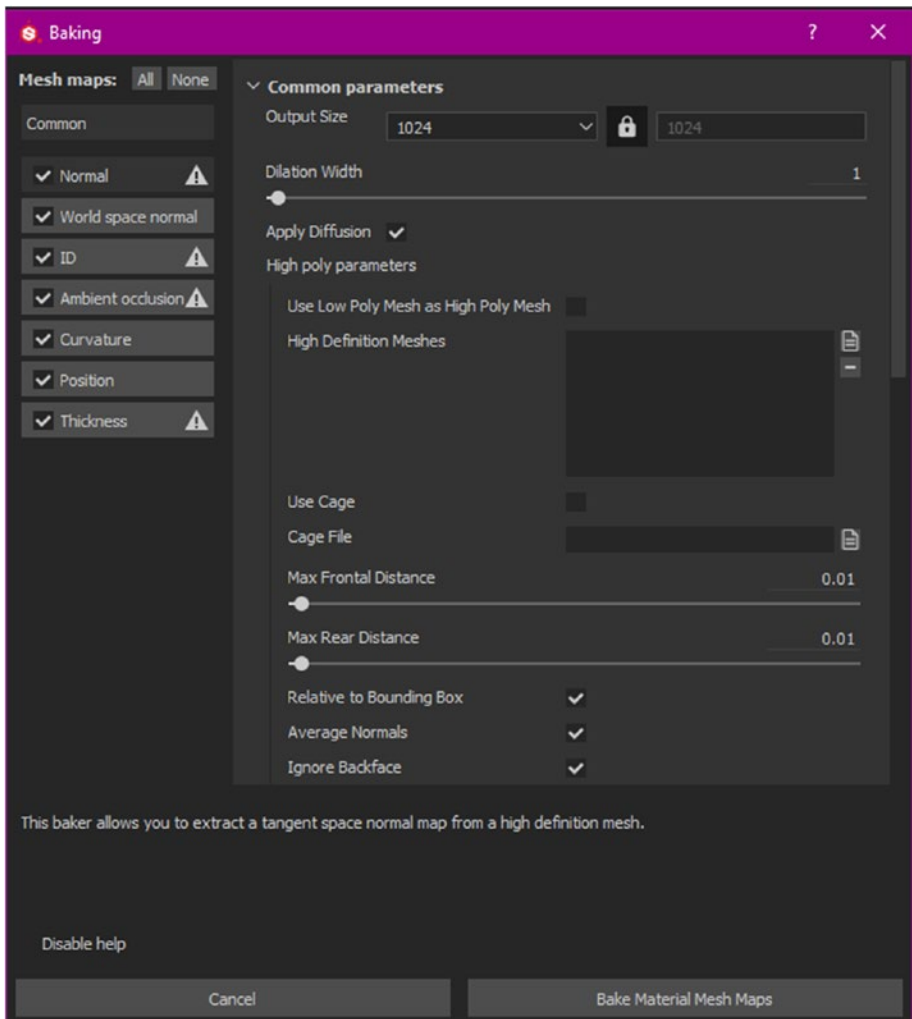 Baking ?
Mesh maps: All None
Common
Normal
World space normal
ID
Ambient occlusion
Curvature
Position
Thickness
Common parameters
Output Size 1024 1024
Dilation Width 1
Apply Diffusion
High poly parameters
Use Low Poly Mesh as High Poly Mesh
High Definition Meshes
Use Cage
Cage File
Max Frontal Distance 0.01
Max Rear Distance 0.01
Relative to Bounding Box
Average Normals
Ignore Backface
This baker allows you to extract a tangent space normal map from a high definition mesh.
Disable help
Cancel Bake Material Mesh Maps